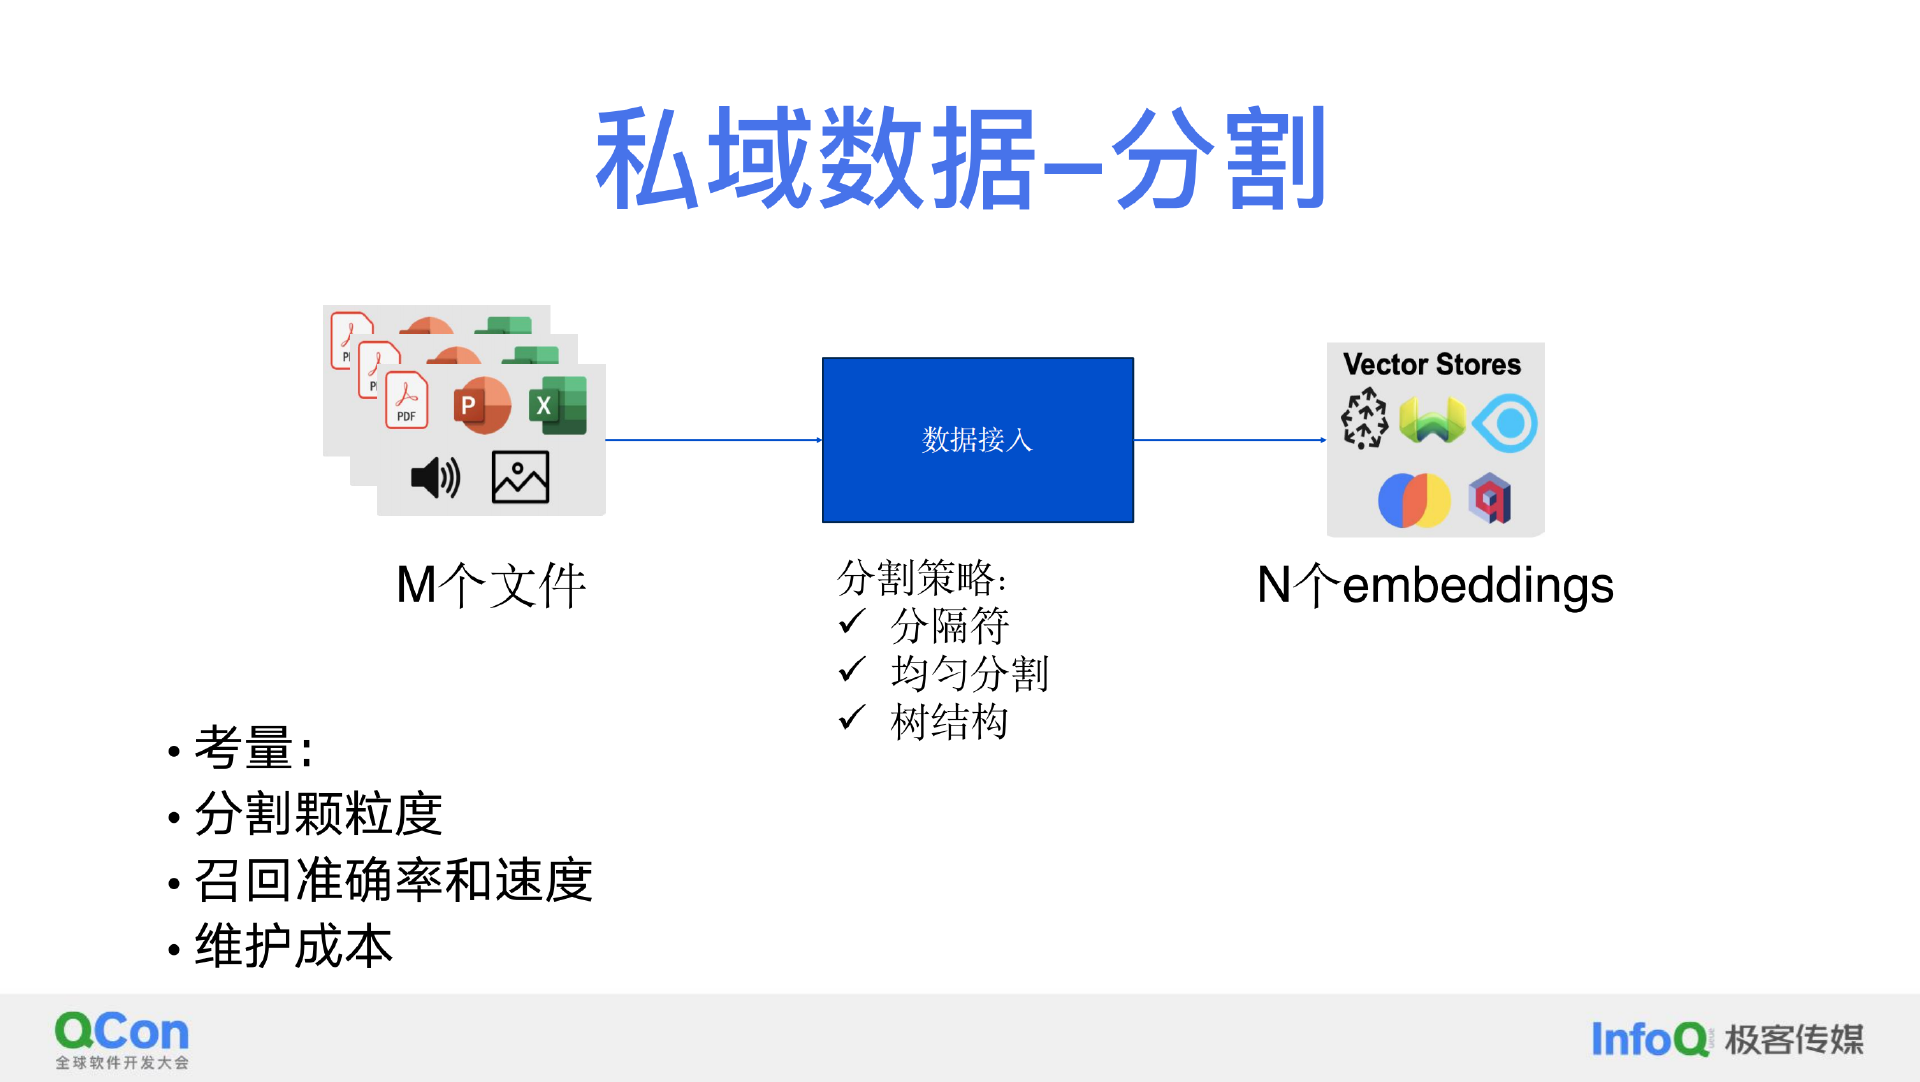 私域数据–分割
PDF
P
X
Vector Stores
数据接入
M个文件
N个embeddings
分割策略：
✓ 分隔符
✓ 均匀分割
✓ 树结构
• 考量：
• 分割颗粒度
• 召回准确率和速度
• 维护成本
QCon
全球软件开发大会
InfoQ 极客传媒